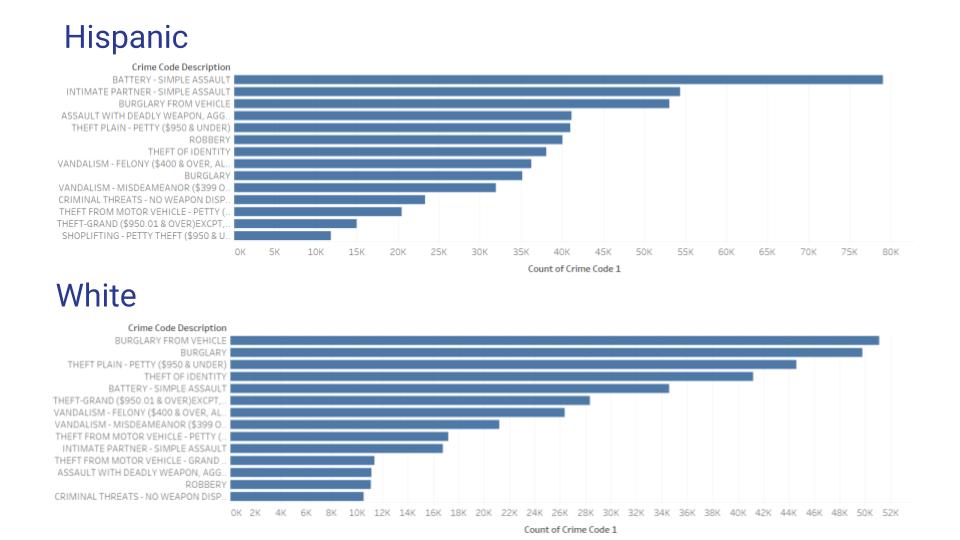 Hispanic
Crime Code Description
BATTERY - SIMPLE ASSAULT
INTIMATE PARTNER - SIMPLE ASSAULT
BURGLARY FROM VEHICLE
ASSAULT WITH DEADLY WEAPON, AGG..
THEFT PLAIN - PETTY ($950 & UNDER)
ROBBERY
THEFT OF IDENTITY
VANDALISM - FELONY ($400 & OVER, AL..
BURGLARY
VANDALISM - MISDEAMEANOR ($399 O..
CRIMINAL THREATS - NO WEAPON DISP..
THEFT FROM MOTOR VEHICLE - PETTY (..
THEFT-GRAND ($950.01 & OVER)EXCPT,..
SHOPLIFTING - PETTY THEFT ($950 & U..
0K 5K 10K 15K 20K 25K 30K 35K 40K 45K 50K 55K 60K 65K 70K 75K 80K
Count of Crime Code 1
White
Crime Code Description
BURGLARY FROM VEHICLE
BURGLARY
THEFT PLAIN - PETTY ($950 & UNDER)
THEFT OF IDENTITY
BATTERY - SIMPLE ASSAULT
THEFT-GRAND ($950.01 & OVER)EXCPT,..
VANDALISM - FELONY ($400 & OVER, AL..
VANDALISM - MISDEAMEANOR ($399 O..
THEFT FROM MOTOR VEHICLE - PETTY (..
INTIMATE PARTNER - SIMPLE ASSAULT
THEFT FROM MOTOR VEHICLE - GRAND ..
ASSAULT WITH DEADLY WEAPON, AGG..
ROBBERY
CRIMINAL THREATS - NO WEAPON DISP..
0K 2K 4K 6K 8K 10K 12K 14K 16K 18K 20K 22K 24K 26K 28K 30K 32K 34K 36K 38K 40K 42K 44K 46K 48K 50K 52K
Count of Crime Code 1